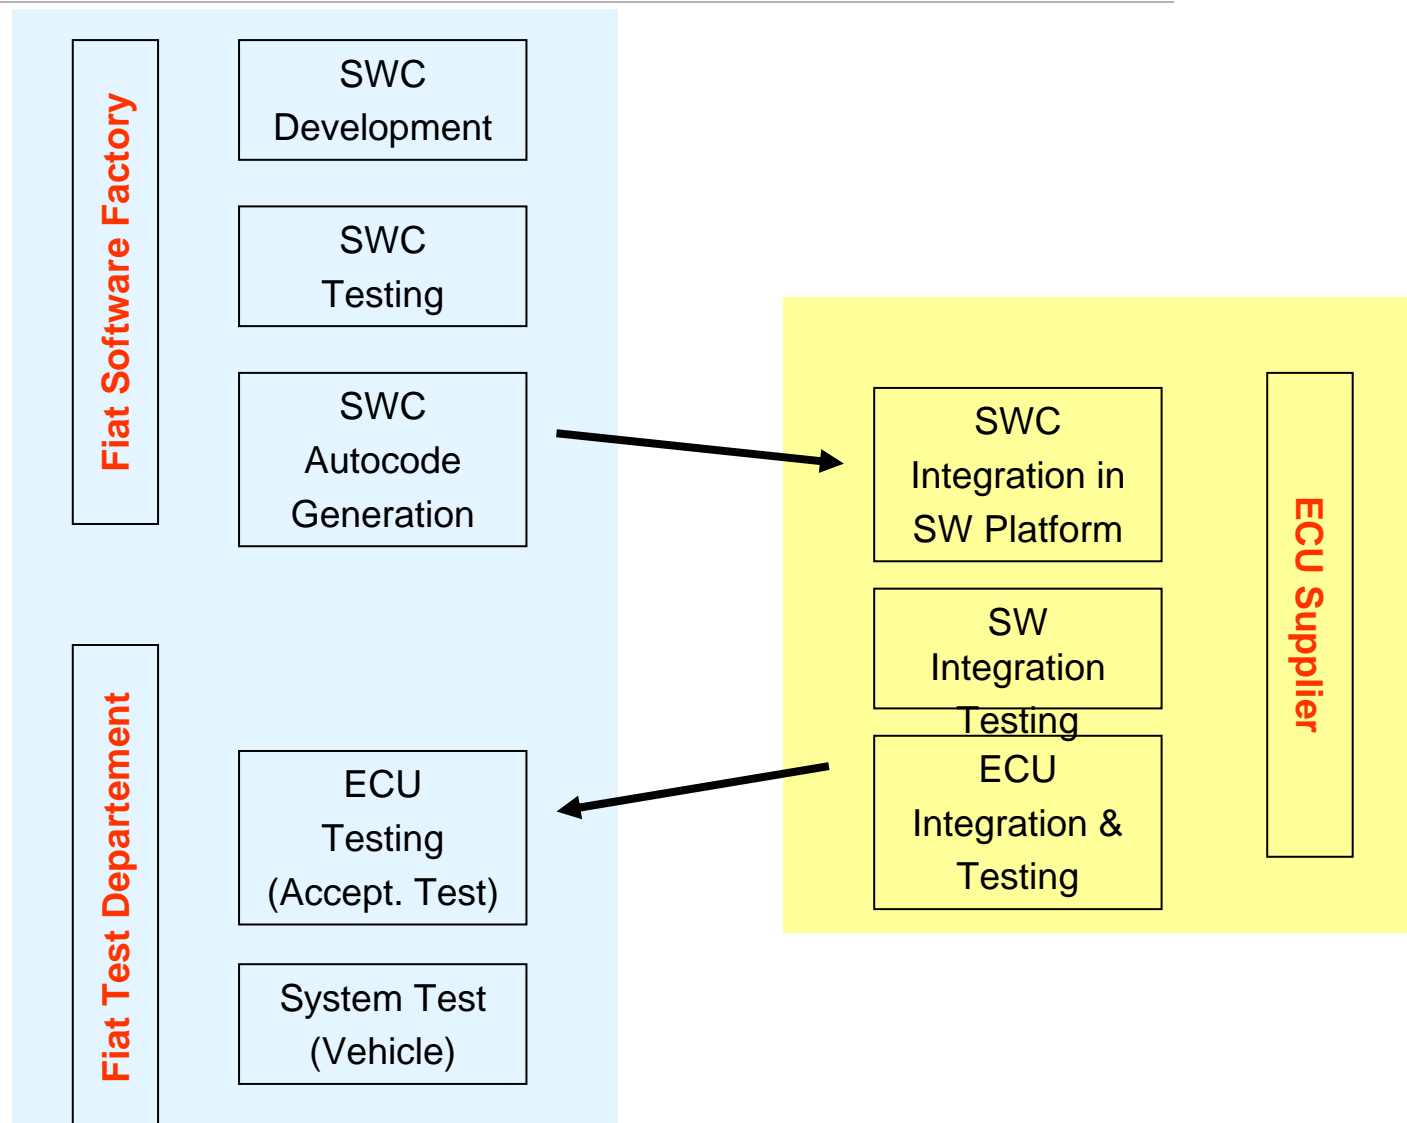 Fiat Software Factory
SWC
Development
SWC
Testing
SWC
Autocode
Generation
SWC
Integration in
SW Platform
SW
Integration
Testing
ECU
Integration &
Testing
ECU Supplier
Fiat Test Departement
ECU
Testing
(Accept. Test)
System Test
(Vehicle)